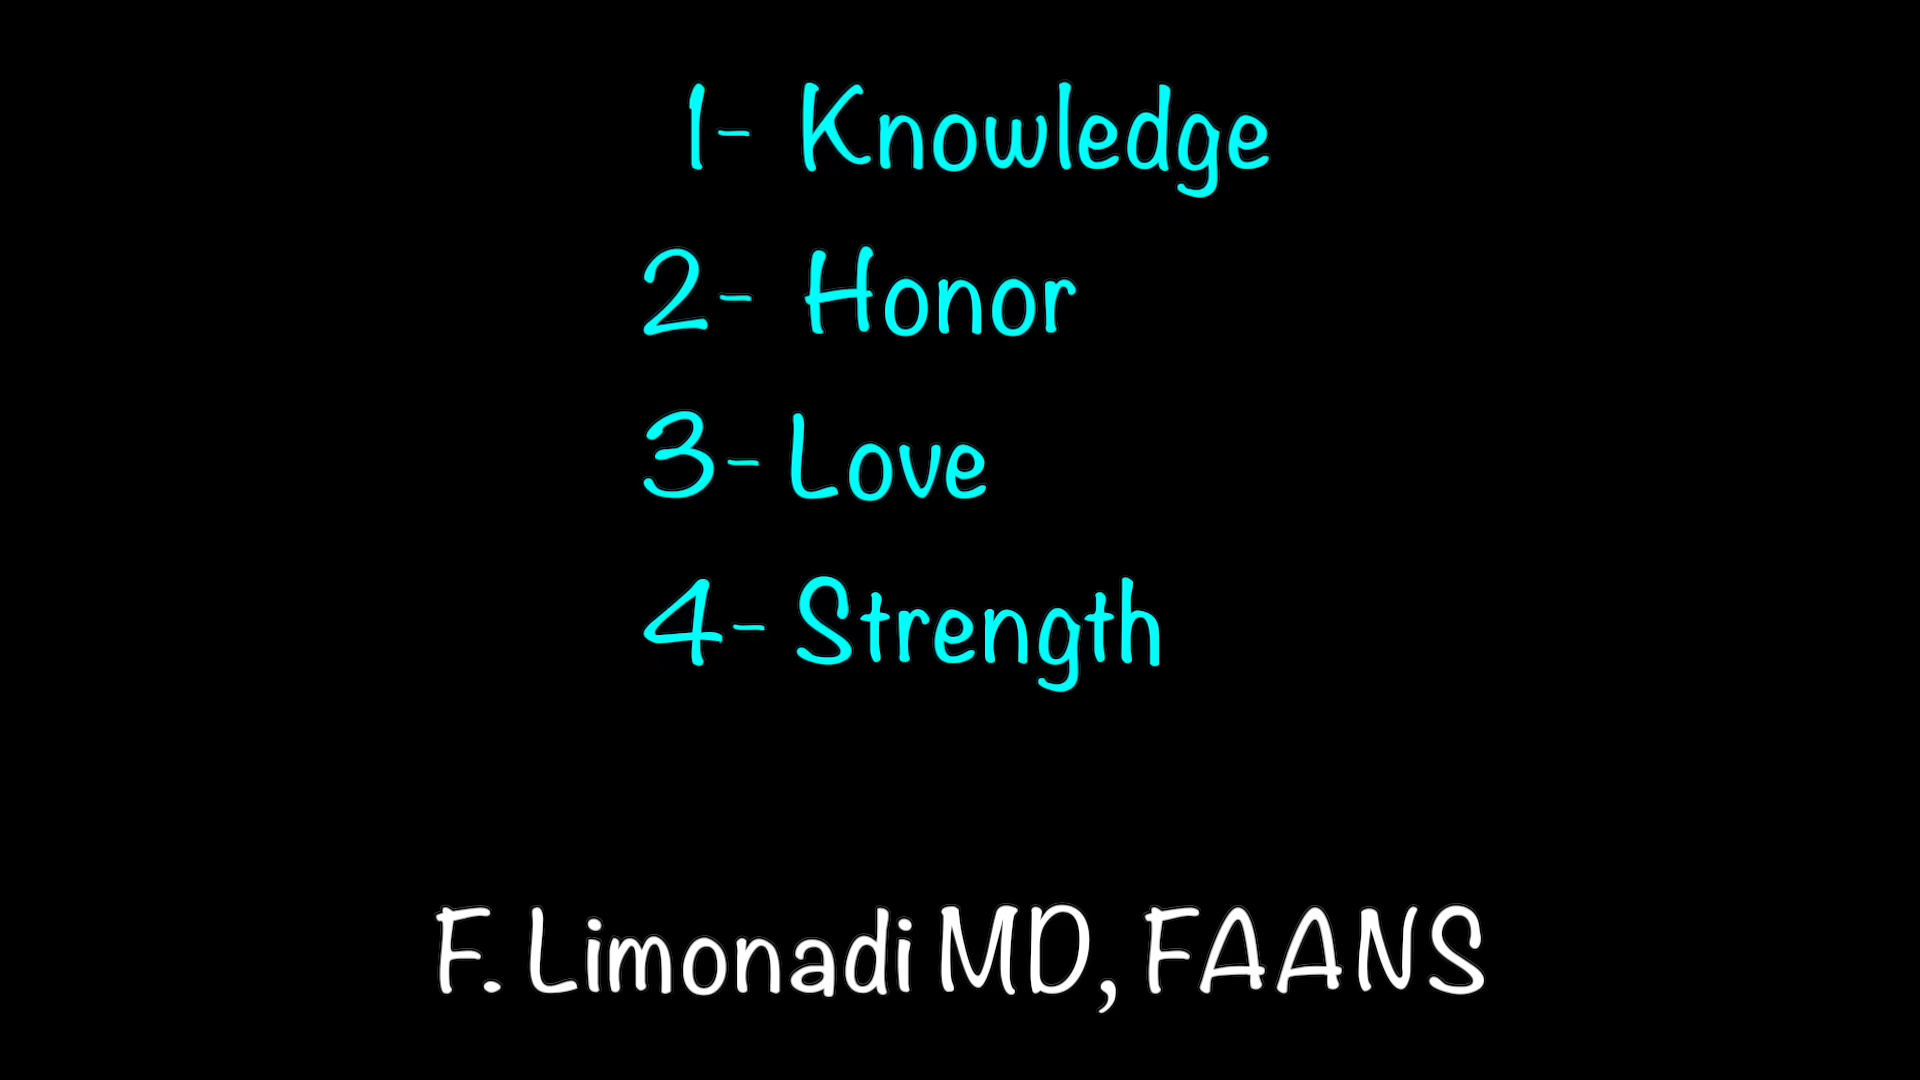 1- Knowledge
2- Honor
3- Love
4- Strength
F. Limonadi MD, FAANS